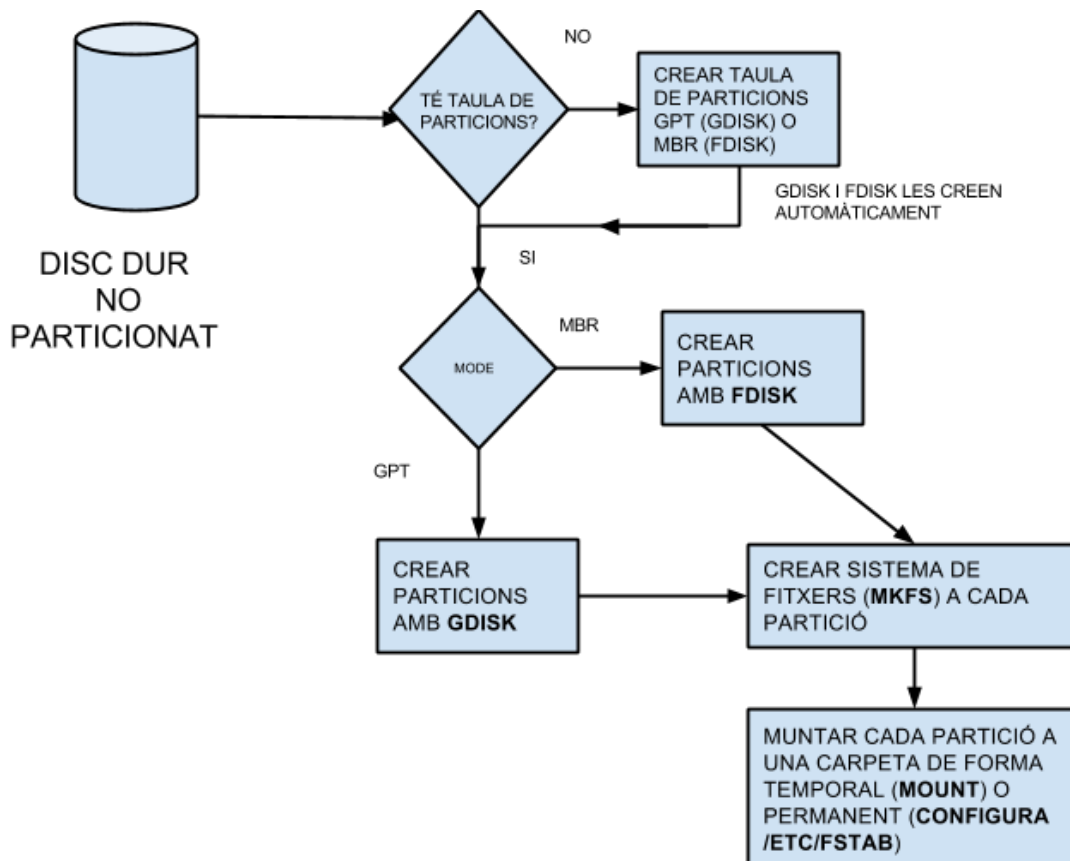 DISC DUR
NO
PARTICIONAT
TÉ TAULA DE
PARTICIONS?
NO
CREAR TAULA
DE PARTICIONS
GPT (GDISK) O
MBR (FDISK)
GDISK I FDISK LES CREEN
AUTOMÀTICAMENT
SI
MODE
MBR
CREAR
PARTICIONS
AMB FDISK
GPT
CREAR
PARTICIONS
AMB GDISK
CREAR SISTEMA DE
FITXERS (MKFS) A CADA
PARTICIÓ
MUNTAR CADA PARTICIÓ A
UNA CARPETA DE FORMA
TEMPORAL (MOUNT) O
PERMANENT (CONFIGURA
/ETC/FSTAB)